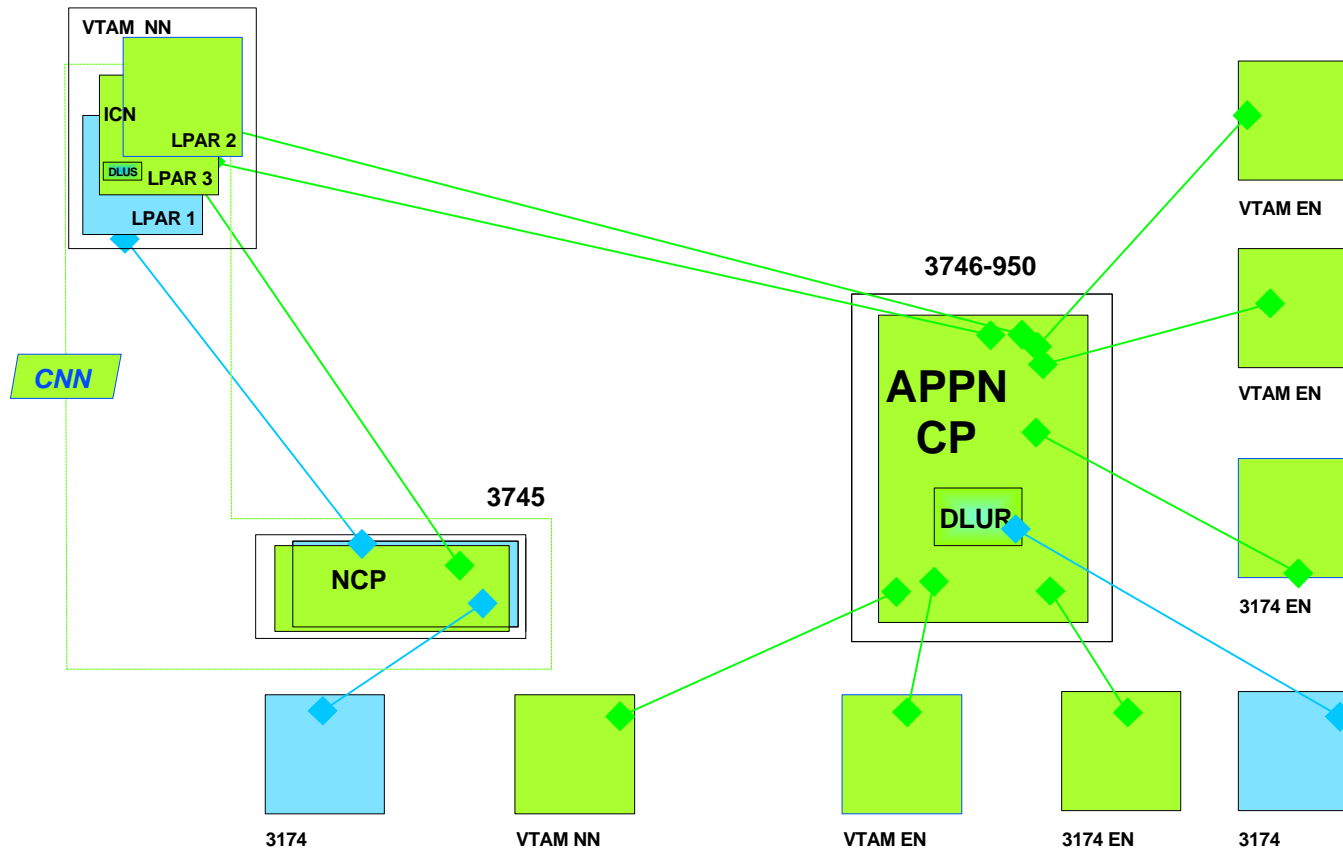 VTAM NN
ICN
LPAR 2
DLUS
LPAR 3
LPAR 1
VTAM EN
3746-950
CNN
APPN
CP
VTAM EN
3745
DLUR
NCP
3174 EN
3174
VTAM NN
VTAM EN
3174 EN
3174